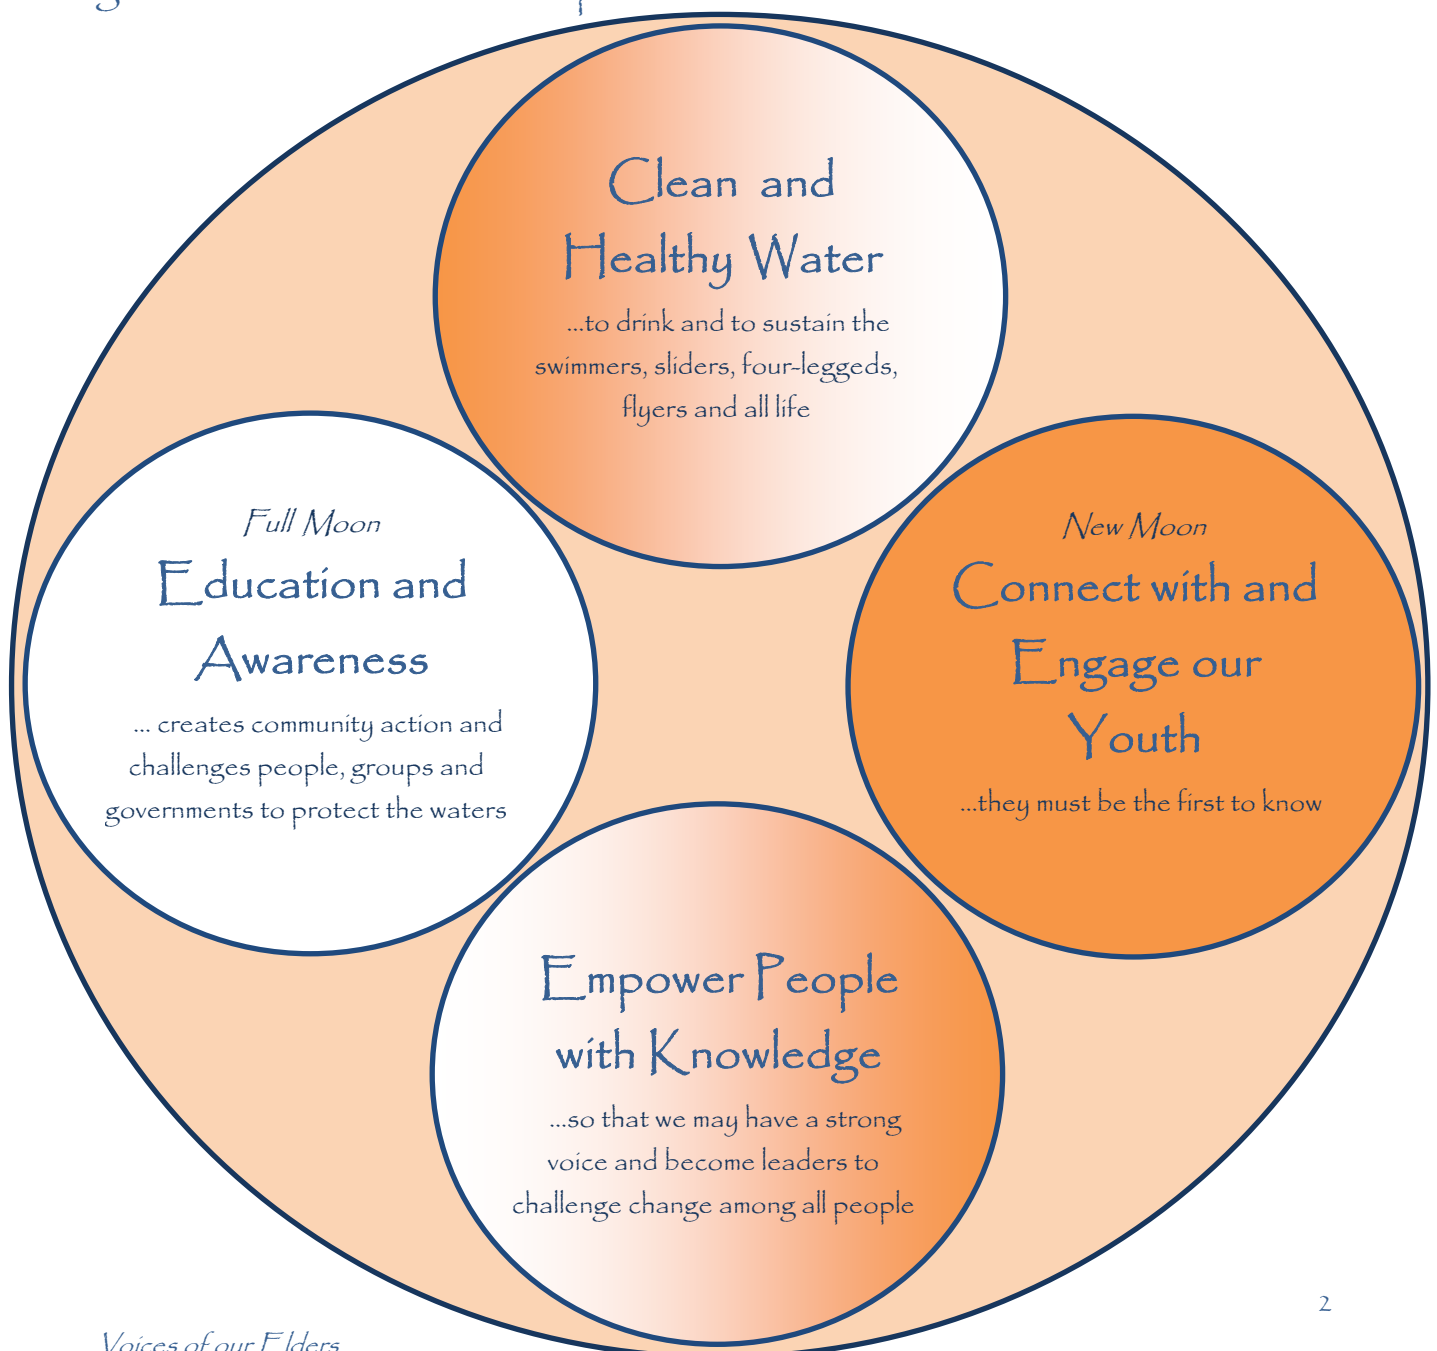 Clean and
Healthy Water
...to drink and to sustain the
swimmers, sliders, four-leggeds,
flyers and all life
Full Moon
Education and
Awareness
... creates community action and
challenges people, groups and
governments to protect the waters
New Moon
Connect with and
Engage our
Youth
...they must be the first to know
Empower People
with Knowledge
...so that we may have a strong
voice and become leaders to
challenge change among all people
2
Voices of our Elders